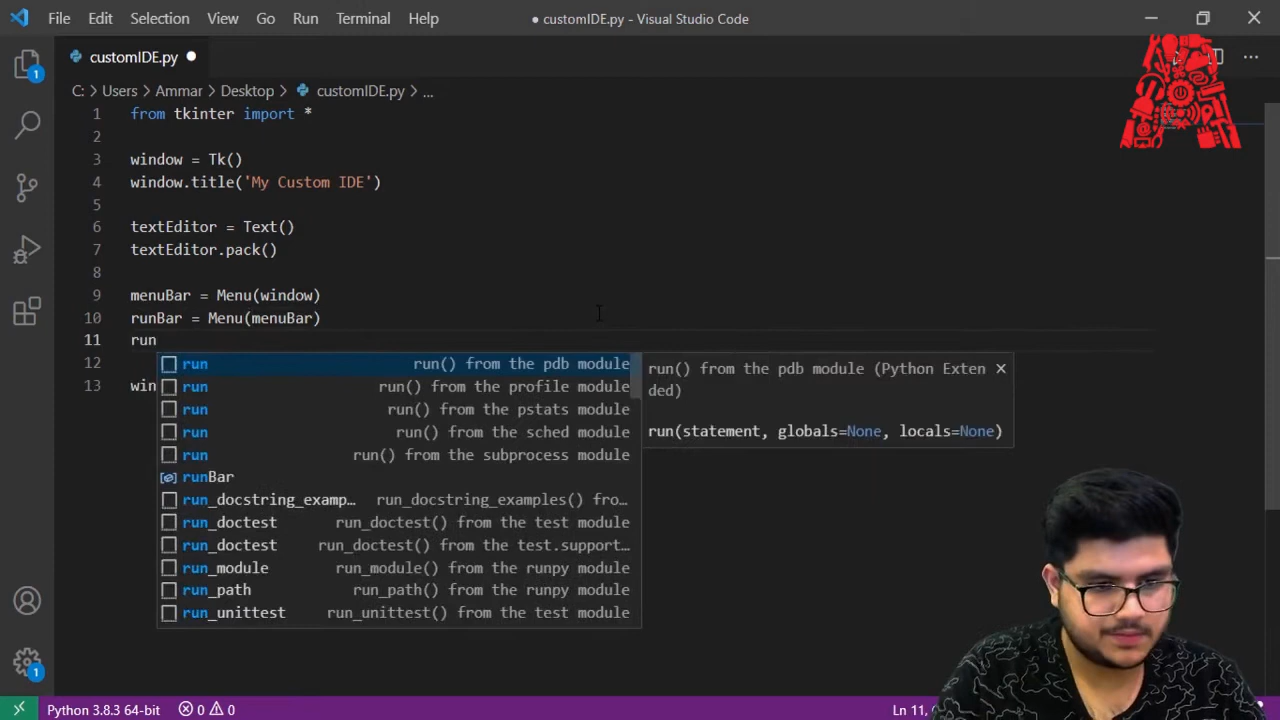 File Edit Selection View Go Run Terminal Help ● customIDE.py - Visual Studio Code
customIDE.py ●
1
C: > Users > Ammar > Desktop > customIDE.py > ...
1 from tkinter import *
2
3 window = Tk()
4 window.title('My Custom IDE')
5
6 textEditor = Text()
7 textEditor.pack()
8
9 menuBar = Menu(window)
10 runBar = Menu(menuBar)
11 run
12
13 win
run run() from the pdb module
run run() from the profile module
run run() from the pstats module
run run() from the sched module
run run() from the subprocess module
runBar
run_docstring_examp... run_docstring_examples() fro...
run_doctest run_doctest() from the test module
run_doctest run_doctest() from the test.support...
run_module run_module() from the runpy module
run_path run_path() from the runpy module
run_unittest run_unittest() from the test module
run() from the pdb module (Python Exten
ded)
run(statement, globals=None, locals=None)
1
Python 3.8.3 64-bit 0 0 Ln 11,